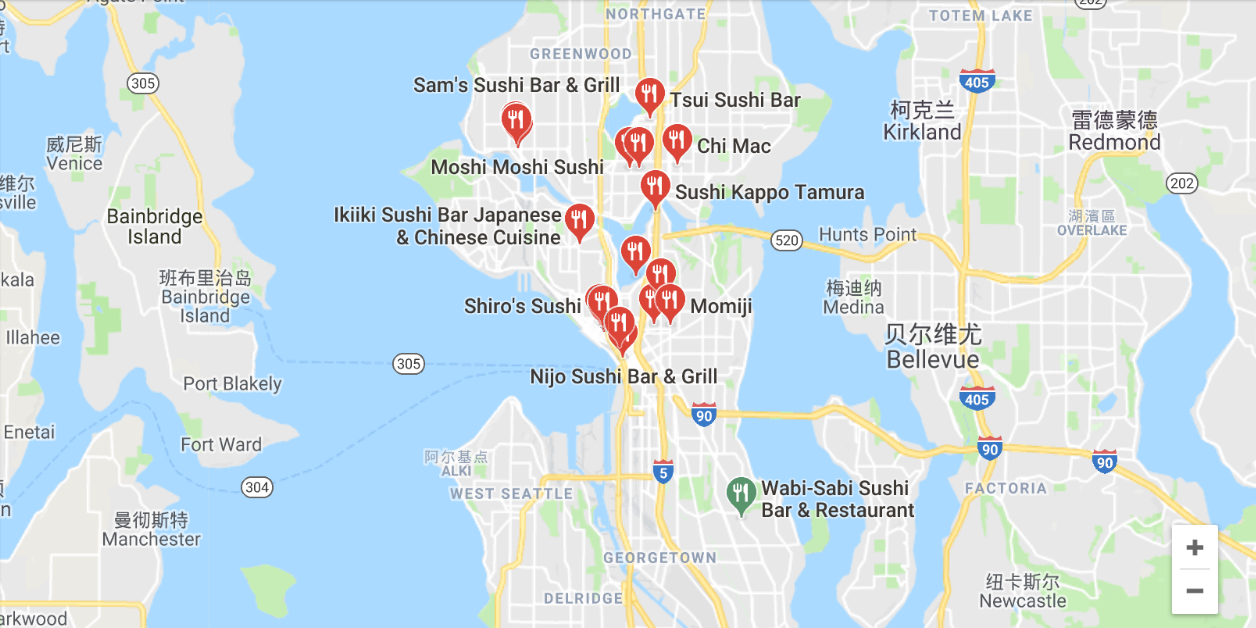 Agate Point
NORTHGATE
TOTEM LAKE
202
GREENWOOD
305
Sam's Sushi Bar & Grill
405
Tsui Sushi Bar
柯克兰
Kirkland
雷德蒙德
Redmond
威尼斯
Venice
Chi Mac
Moshi Moshi Sushi
202
维尔
sville
Sushi Kappo Tamura
Bainbridge
Island
Ikiiki Sushi Bar Japanese
& Chinese Cuisine
湖濱區
OVERLAKE
520
Hunts Point
kala
班布里治岛
Bainbridge
Island
梅迪纳
Medina
Shiro's Sushi
Momiji
Illahee
贝尔维尤
Bellevue
305
Port Blakely
Nijo Sushi Bar & Grill
405
90
Enetai
Fort Ward
90
90
阿尔基点
ALKI
5
304
WEST SEATTLE
Wabi-Sabi Sushi
Bar & Restaurant
FACTORIA
n
曼彻斯特
Manchester
+
GEORGETOWN
纽卡斯尔
Newcastle
−
DELRIDGE
arkwood